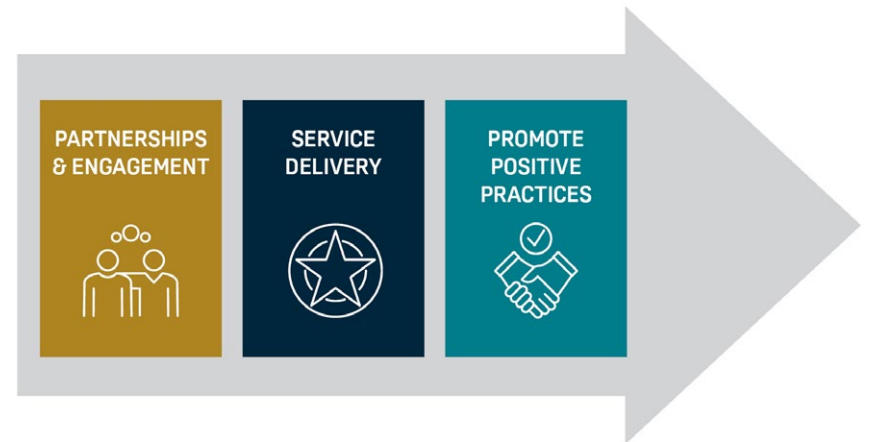 PARTNERSHIPS
& ENGAGEMENT
SERVICE
DELIVERY
PROMOTE
POSITIVE
PRACTICES